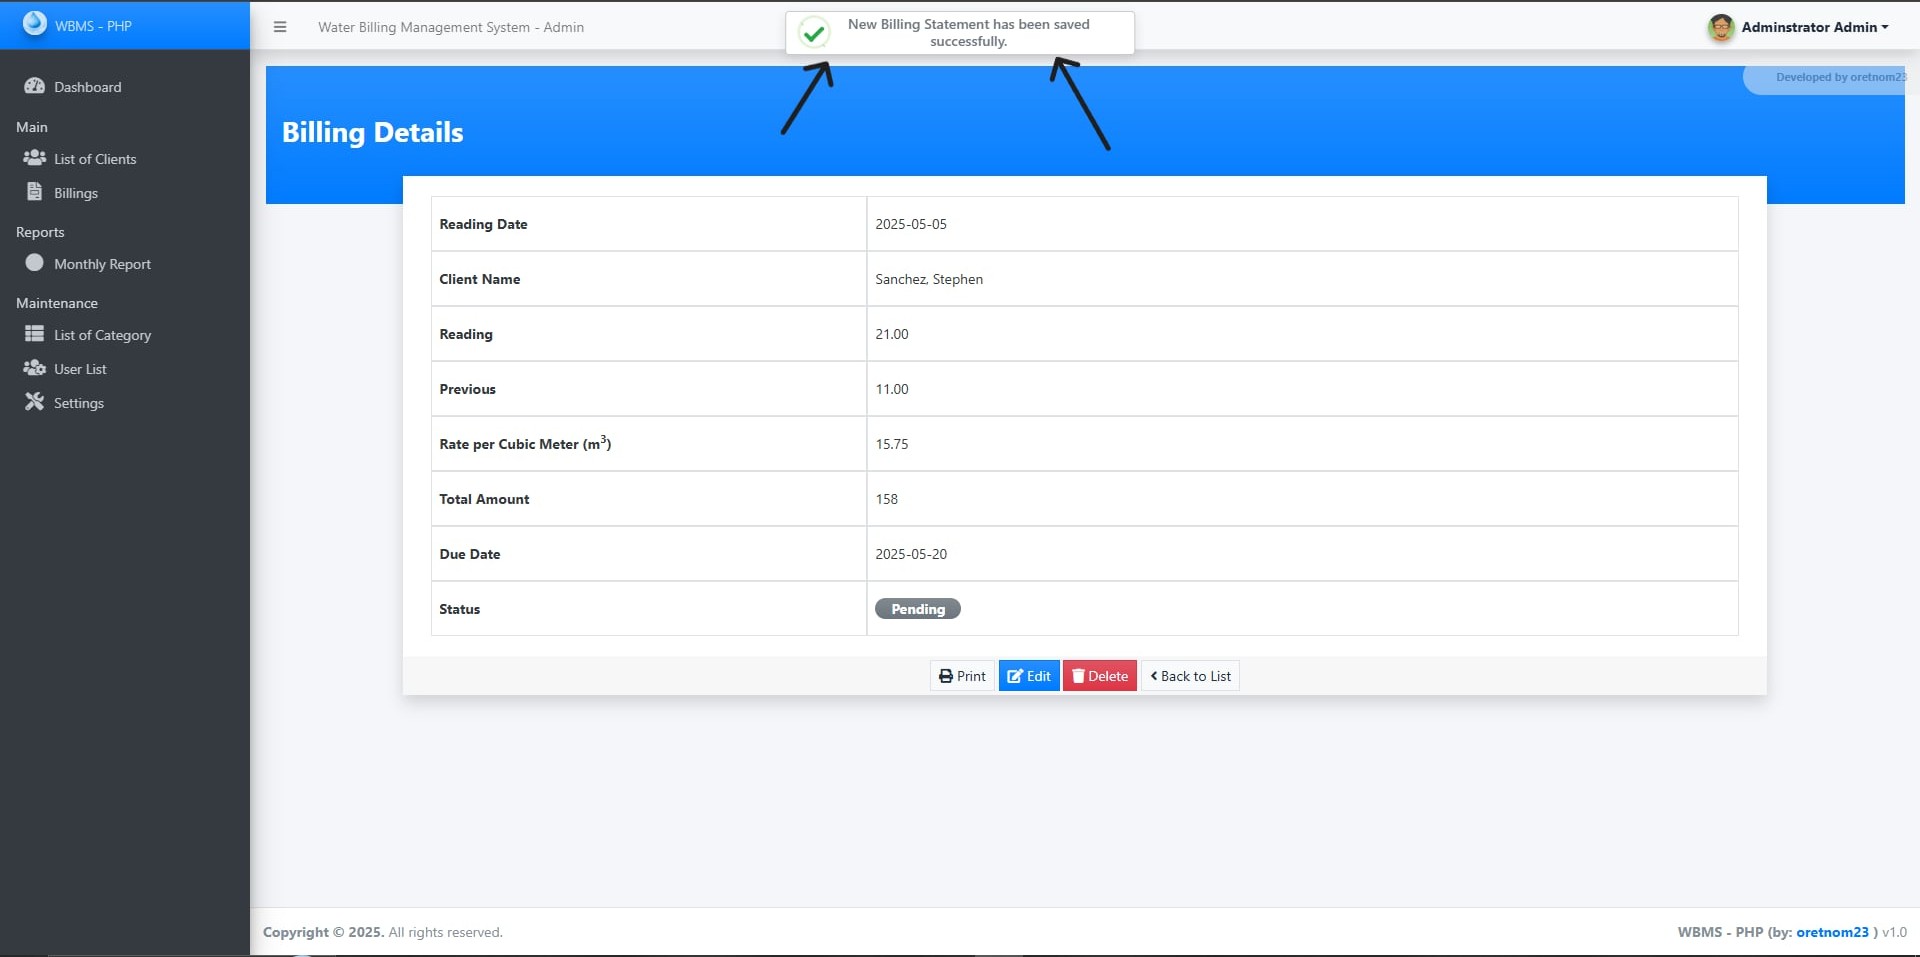 WBMS - PHP
Water Billing Management System - Admin
New Billing Statement has been saved
successfully.
Adminstrator Admin
Developed by oretnom23
Dashboard
Main
List of Clients
Billings
Reports
Monthly Report
Maintenance
List of Category
User List
Settings
Billing Details
Reading Date 2025-05-05
Client Name Sanchez, Stephen
Reading 21.00
Previous 11.00
Rate per Cubic Meter (m³) 15.75
Total Amount 158
Due Date 2025-05-20
Status Pending
Print Edit Delete Back to List
Copyright © 2025. All rights reserved.
WBMS - PHP (by: oretnom23 ) v1.0